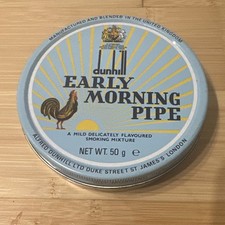 MANUFACTURED AND BLENDED IN THE UNITED KINGDOM
dunhill
EARLY
MORNING
PIPE
A MILD DELICATELY FLAVOURED
SMOKING MIXTURE
NET WT. 50 g e
ALFRED DUNHILL LTD DUKE STREET ST JAMES'S LONDON